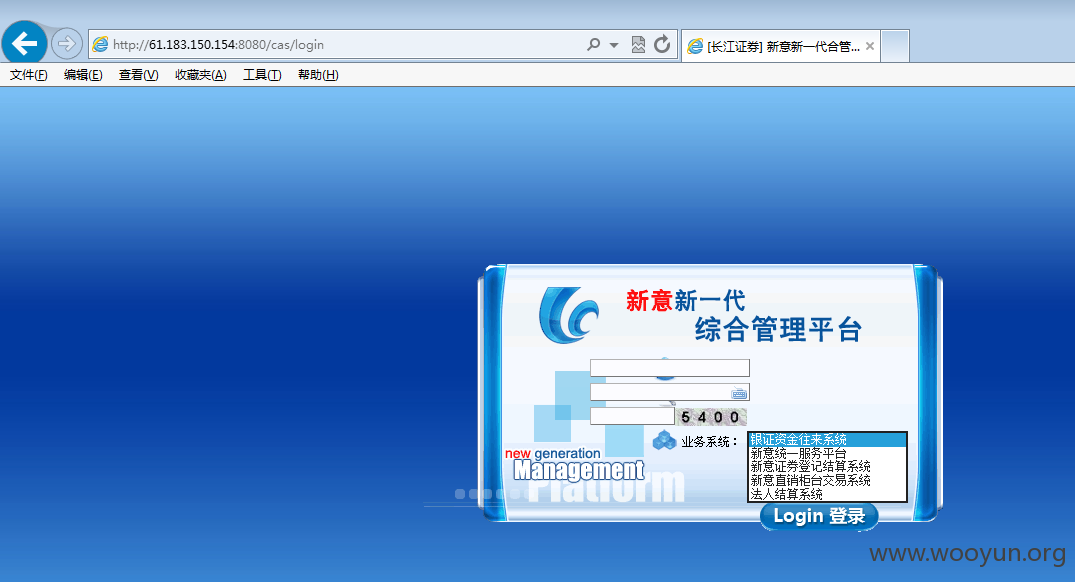 http://61.183.150.154:8080/cas/login
[长江证券] 新意新一代合管...
文件(F) 编辑(E) 查看(V) 收藏夹(A) 工具(T) 帮助(H)
新意新一代
综合管理平台
5400
业务系统：
银证资金往来系统
新意统一服务平台
新意证券登记结算系统
新意直销柜台交易系统
法人结算系统
new generation
Management
Platform
Login 登录
www.wooyun.org